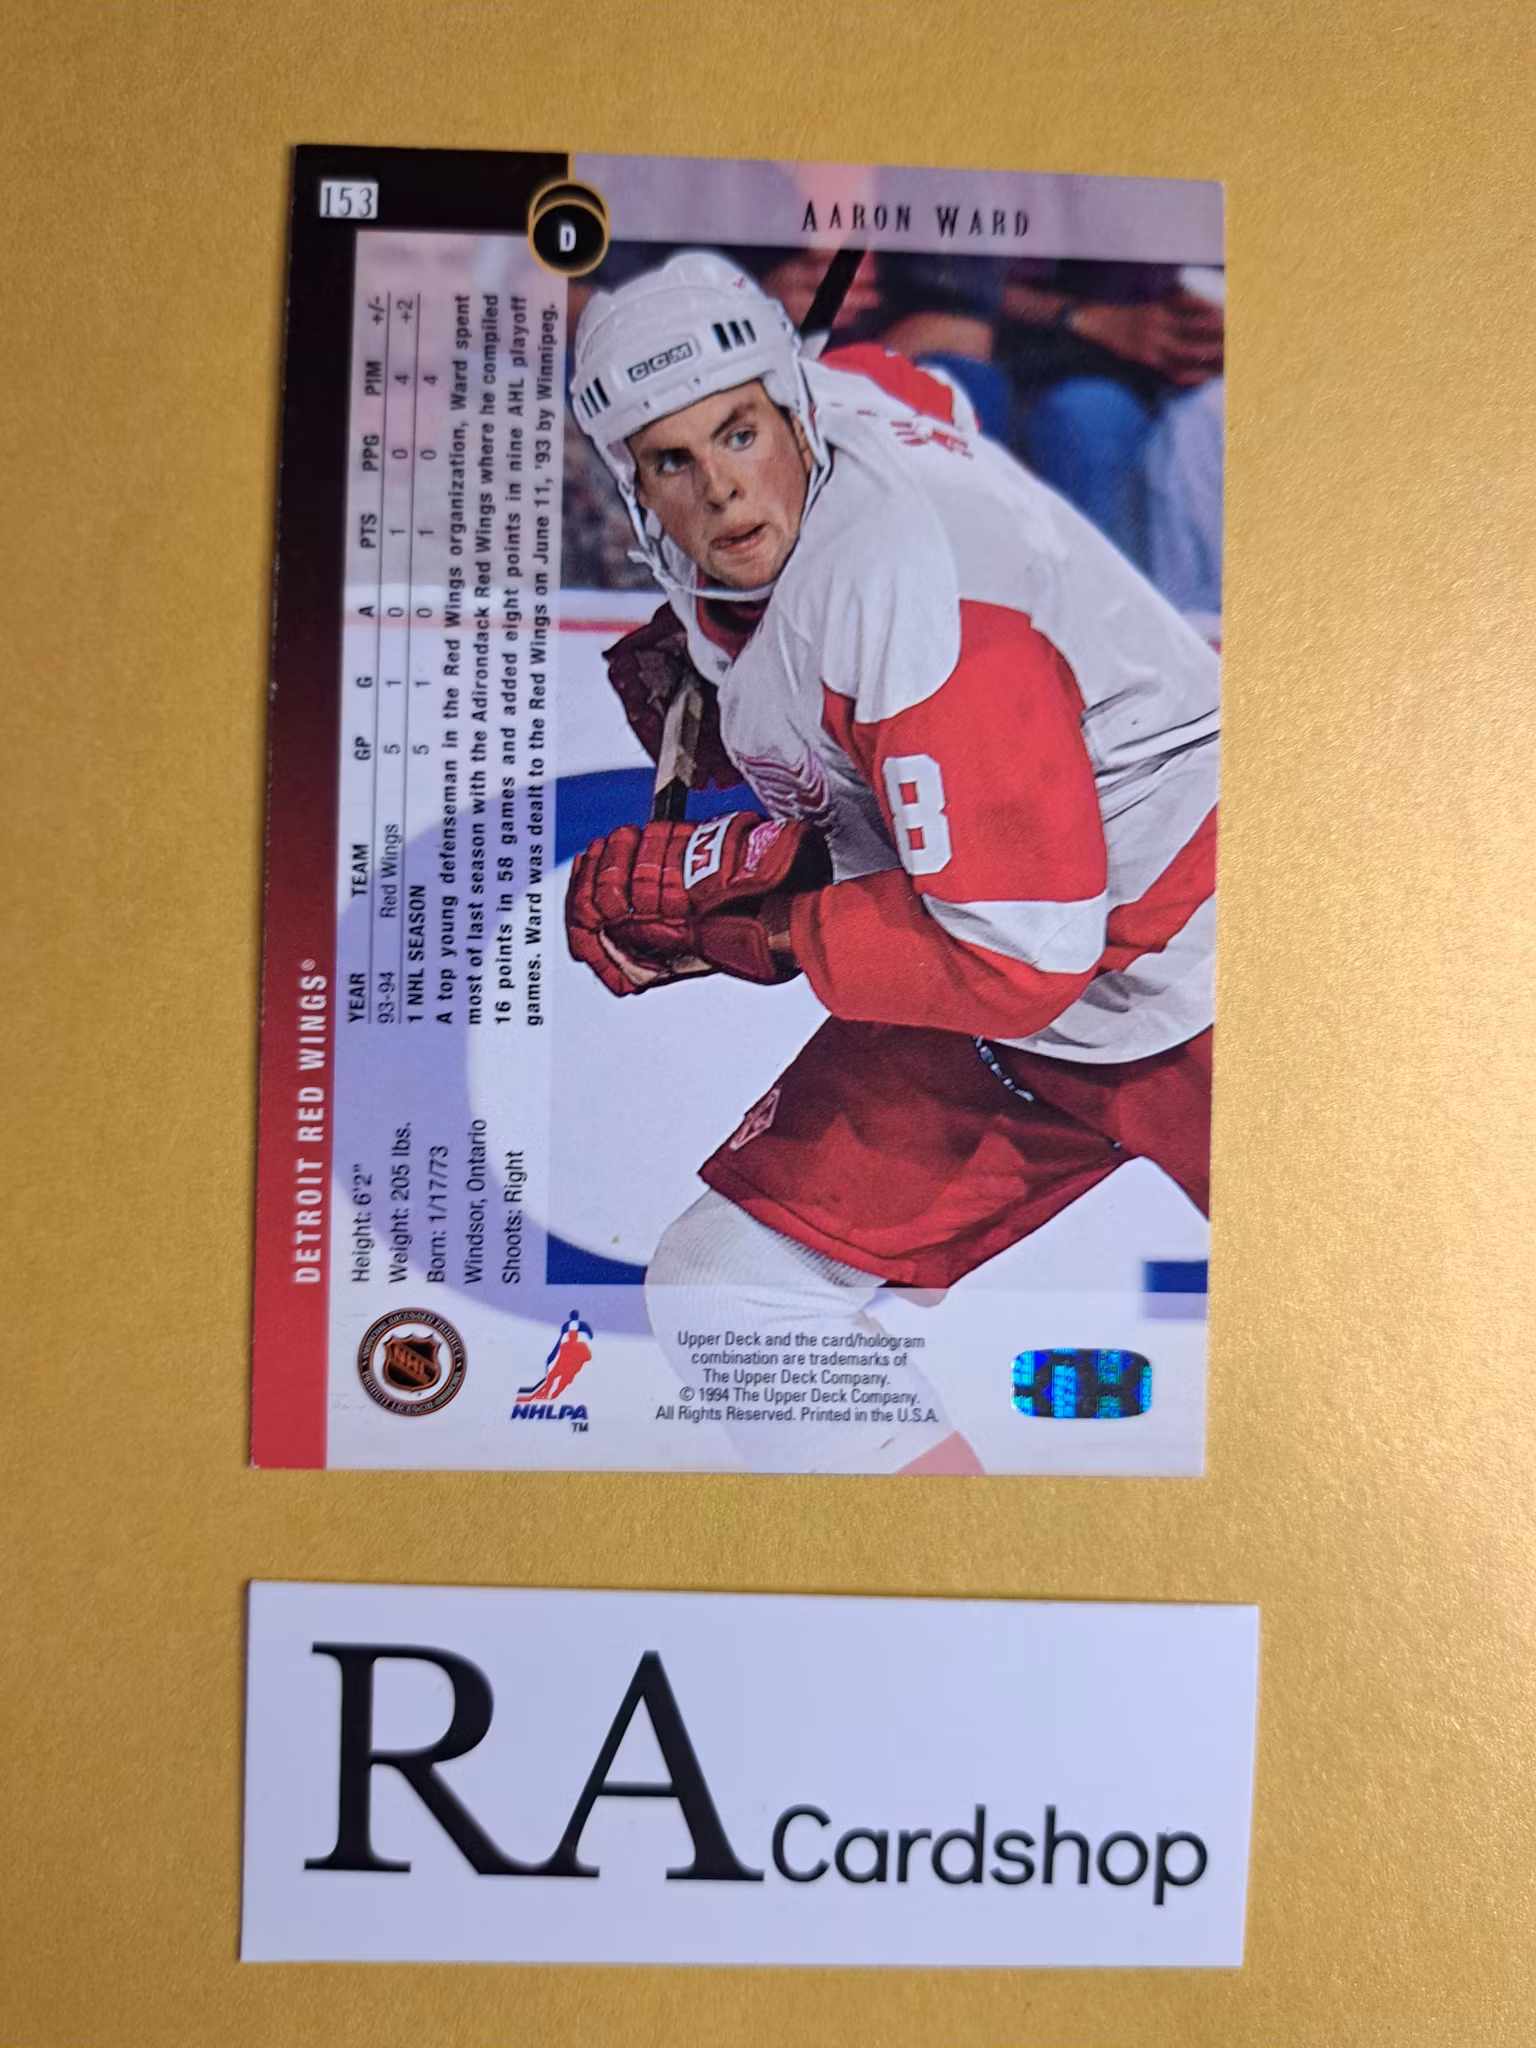 153
D
AARON WARD
DETROIT RED WINGS®
YEAR TEAM GP G A PTS PPG PIM +/-
93-94 Red Wings 5 1 0 1 0 4 +2
1 NHL SEASON 5 1 0 1 0 4
A top young defenseman in the Red Wings organization, Ward spent
most of last season with the Adirondack Red Wings where he compiled
16 points in 58 games and added eight points in nine AHL playoff
games. Ward was dealt to the Red Wings on June 11, '93 by Winnipeg.
Height: 6'2"
Weight: 205 lbs.
Born: 1/17/73
Windsor, Ontario
Shoots: Right
CCM
8
NHL
NHLPA
TM
Upper Deck and the card/hologram
combination are trademarks of
The Upper Deck Company.
© 1994 The Upper Deck Company.
All Rights Reserved. Printed in the U.S.A.
RA Cardshop